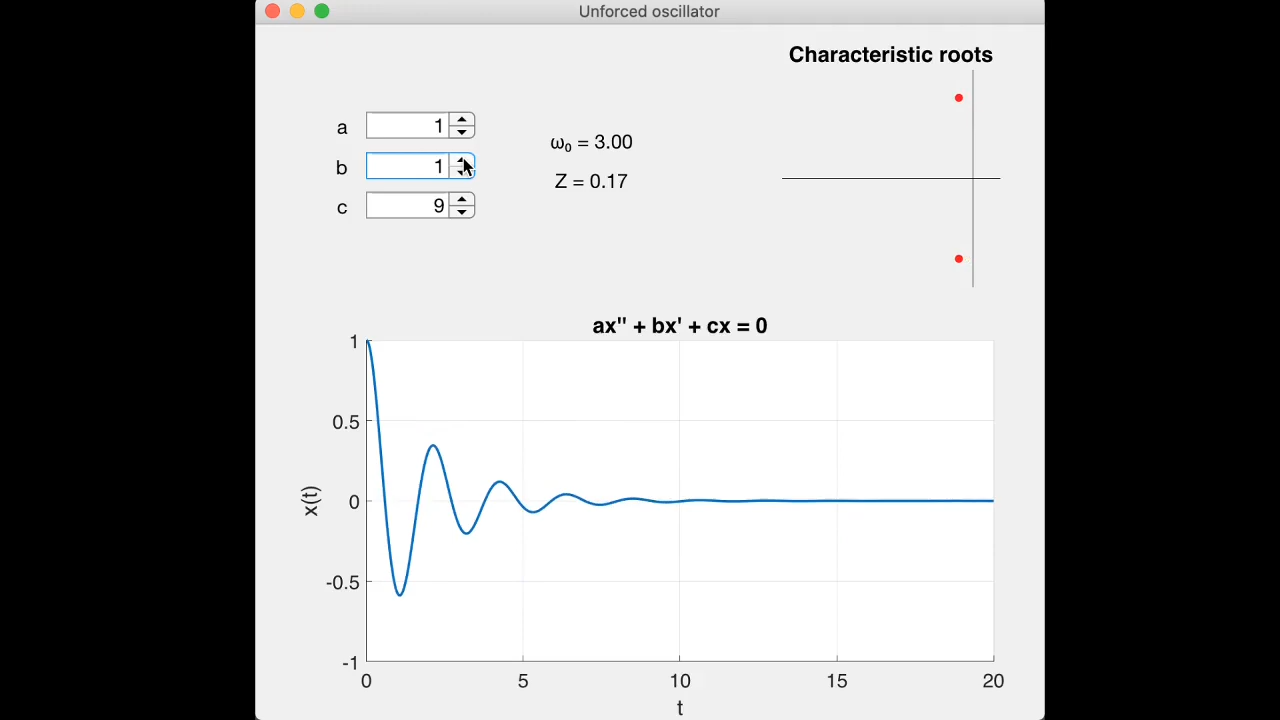 Unforced oscillator
Characteristic roots
a 1
b 1
c 9
ω₀ = 3.00
Z = 0.17
ax" + bx' + cx = 0
x(t)
1
0.5
0
-0.5
-1
0 5 10 15 20
t